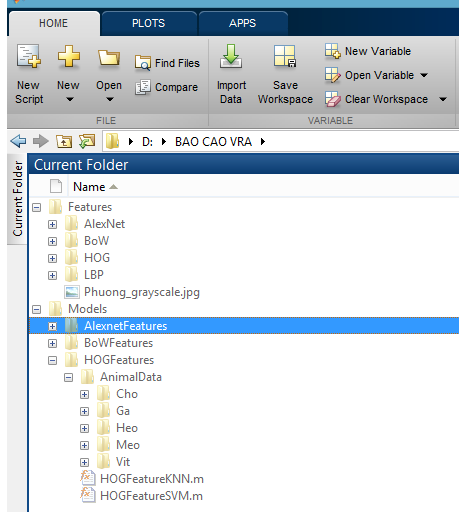 HOME PLOTS APPS
New Script
New
Open
Find Files
Compare
Import Data
Save Workspace
New Variable
Open Variable
Clear Workspace
FILE VARIABLE
D: BAO CAO VRA
Current Folder
Current Folder
Name
Features
AlexNet
BoW
HOG
LBP
Phuong_grayscale.jpg
Models
AlexnetFeatures
BoWFeatures
HOGFeatures
AnimalData
Cho
Ga
Heo
Meo
Vit
HOGFeatureKNN.m
HOGFeatureSVM.m